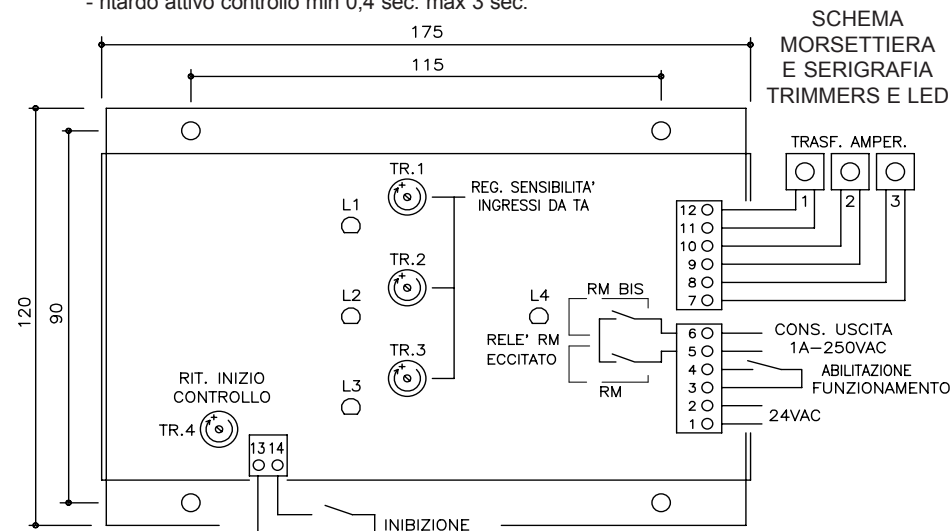 - ritardo attivo controllo min 0,4 sec. max 3 sec.
175
115
SCHEMA
MORSETTIERA
E SERIGRAFIA
TRIMMERS E LED
TRASF. AMPER.
1
2
3
TR.1
L1
REG. SENSIBILITA'
INGRESSI DA TA
12
11
10
9
8
7
TR.2
L2
L4
RM BIS
RELE' RM
ECCITATO
RM
6
5
4
3
2
1
CONS. USCITA
1A-250VAC
ABILITAZIONE
FUNZIONAMENTO
24VAC
120
90
TR.3
L3
RIT. INIZIO
CONTROLLO
TR.4
13 14
INIBIZIONE